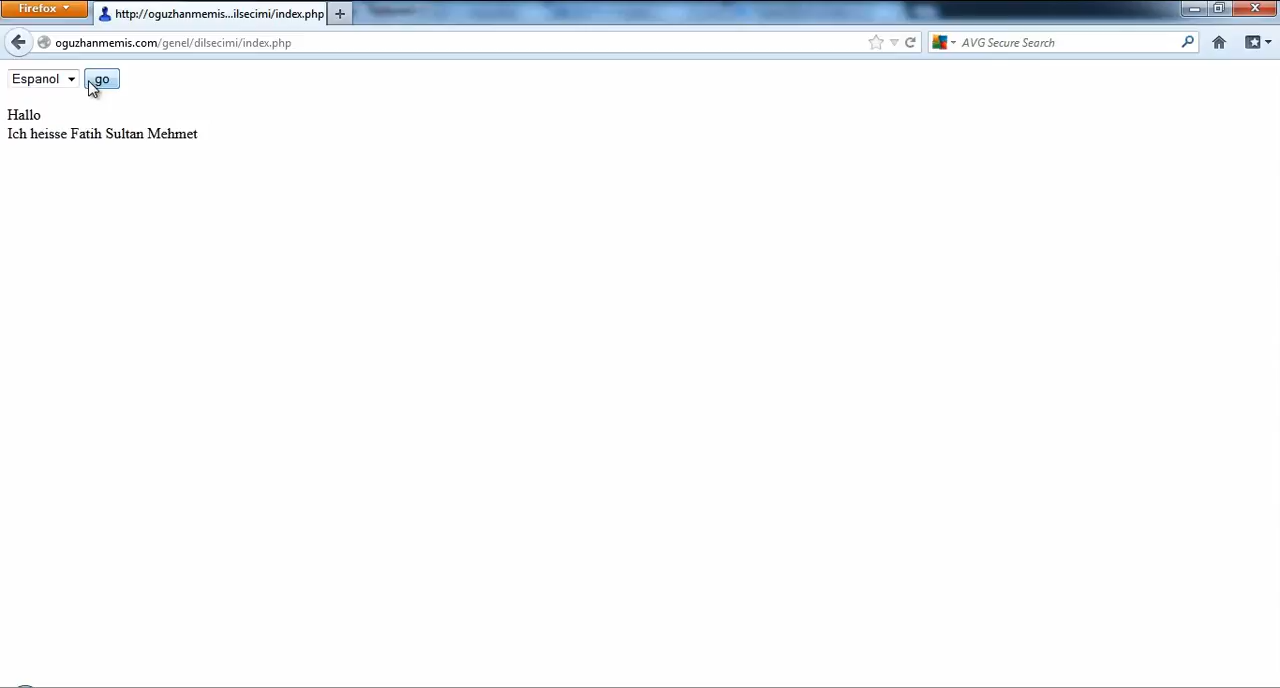 Firefox
http://oguzhanmemis...ilsecimi/index.php
oguzhanmemis.com/genel/dilsecimi/index.php
AVG Secure Search
Espanol
go
Hallo
Ich heisse Fatih Sultan Mehmet